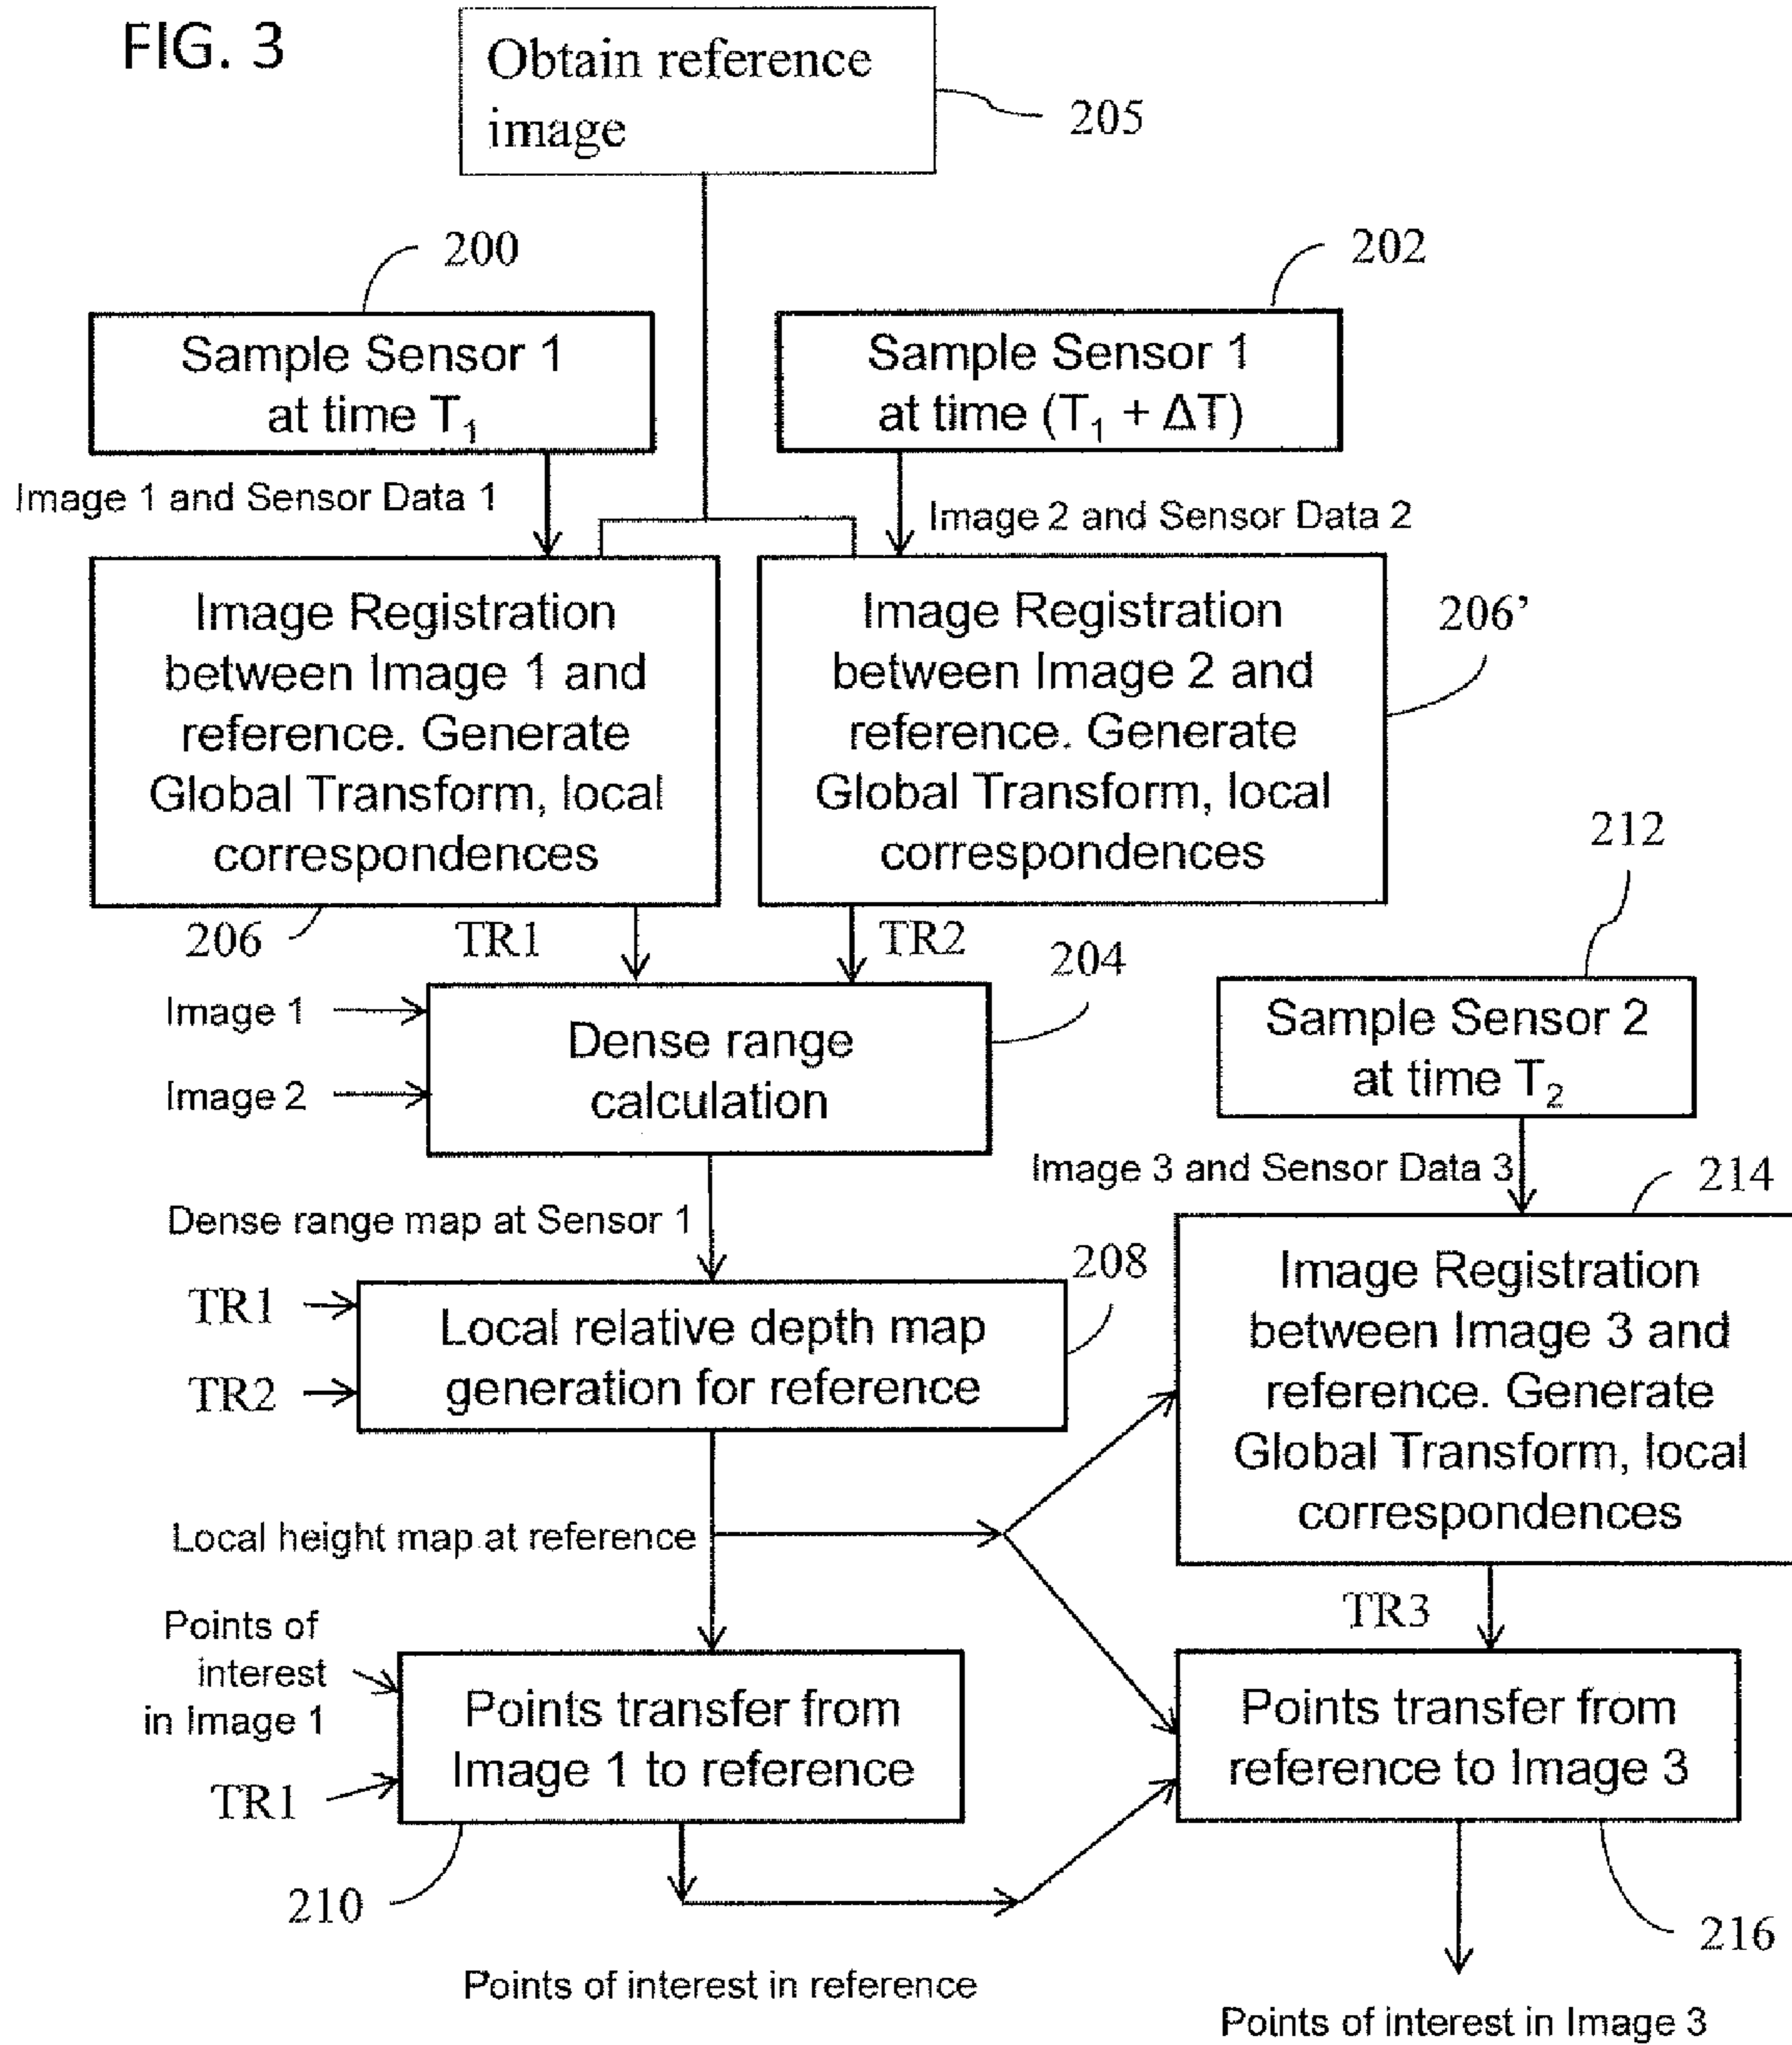 FIG. 3
Obtain reference
image
205
200
202
Sample Sensor 1
at time T₁
Sample Sensor 1
at time (T₁ + ΔT)
Image 1 and Sensor Data 1
Image 2 and Sensor Data 2
Image Registration
between Image 1 and
reference. Generate
Global Transform, local
correspondences
Image Registration
between Image 2 and
reference. Generate
Global Transform, local
correspondences
206’
212
206
TR1
TR2
204
Image 1
Image 2
Dense range
calculation
Sample Sensor 2
at time T₂
Image 3 and Sensor Data 3
214
Dense range map at Sensor 1
208
TR1
TR2
Local relative depth map
generation for reference
Image Registration
between Image 3 and
reference. Generate
Global Transform, local
correspondences
Local height map at reference
TR3
Points of
interest
in Image 1
TR1
Points transfer from
Image 1 to reference
Points transfer from
reference to Image 3
210
216
Points of interest in reference
Points of interest in Image 3